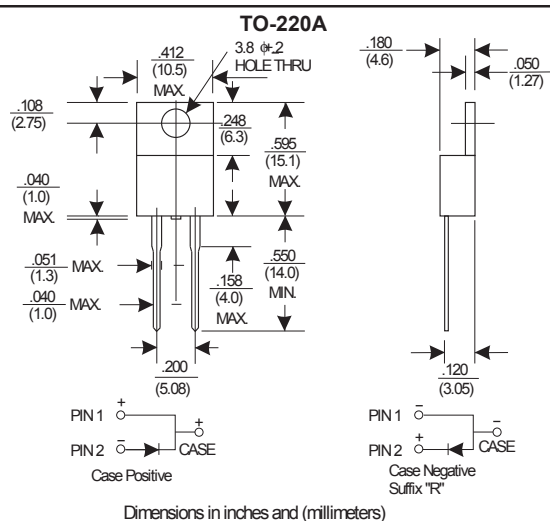 TO-220A
.412
(10.5)
MAX.
3.8 ϕ+.2
HOLE THRU
.180
(4.6)
.050
(1.27)
.108
(2.75)
.248
(6.3)
.595
(15.1)
MAX.
.040
(1.0)
MAX.
.051
(1.3) MAX.
.040
(1.0) MAX.
.158
(4.0)
MAX.
.550
(14.0)
MIN.
.200
(5.08)
.120
(3.05)
PIN 1 +
PIN 2 −
+
CASE
Case Positive
PIN 1 −
PIN 2 +
−
CASE
Case Negative
Suffix "R"
Dimensions in inches and (millimeters)